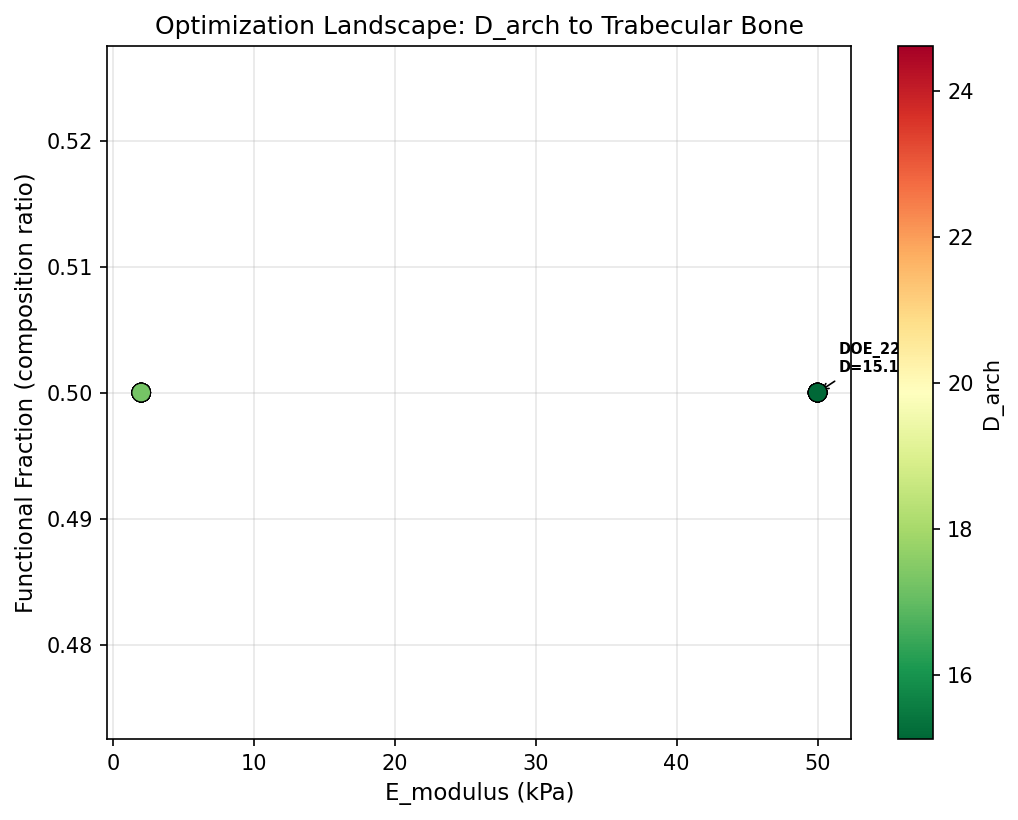 Optimization Landscape: D_arch to Trabecular Bone
Functional Fraction (composition ratio)
0.52
0.51
0.50
0.49
0.48
0
10
20
30
40
50
E_modulus (kPa)
DOE_22
D=15.1
24
22
20
18
16
D_arch